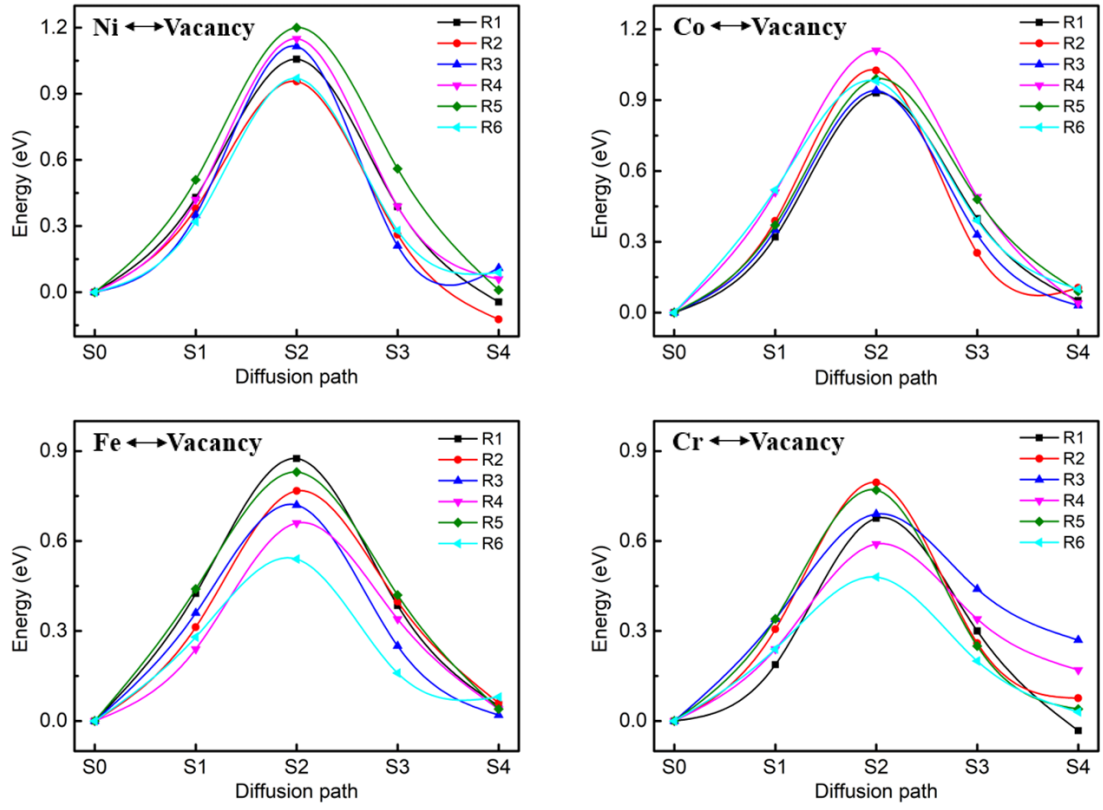 Ni ↔ Vacancy
R1
R2
R3
R4
R5
R6
1.2
0.9
0.6
0.3
0.0
Energy (eV)
S0 S1 S2 S3 S4
Diffusion path
Co ↔ Vacancy
R1
R2
R3
R4
R5
R6
1.2
0.9
0.6
0.3
0.0
Energy (eV)
S0 S1 S2 S3 S4
Diffusion path
Fe ↔ Vacancy
R1
R2
R3
R4
R5
R6
0.9
0.6
0.3
0.0
Energy (eV)
S0 S1 S2 S3 S4
Diffusion path
Cr ↔ Vacancy
R1
R2
R3
R4
R5
R6
0.9
0.6
0.3
0.0
Energy (eV)
S0 S1 S2 S3 S4
Diffusion path